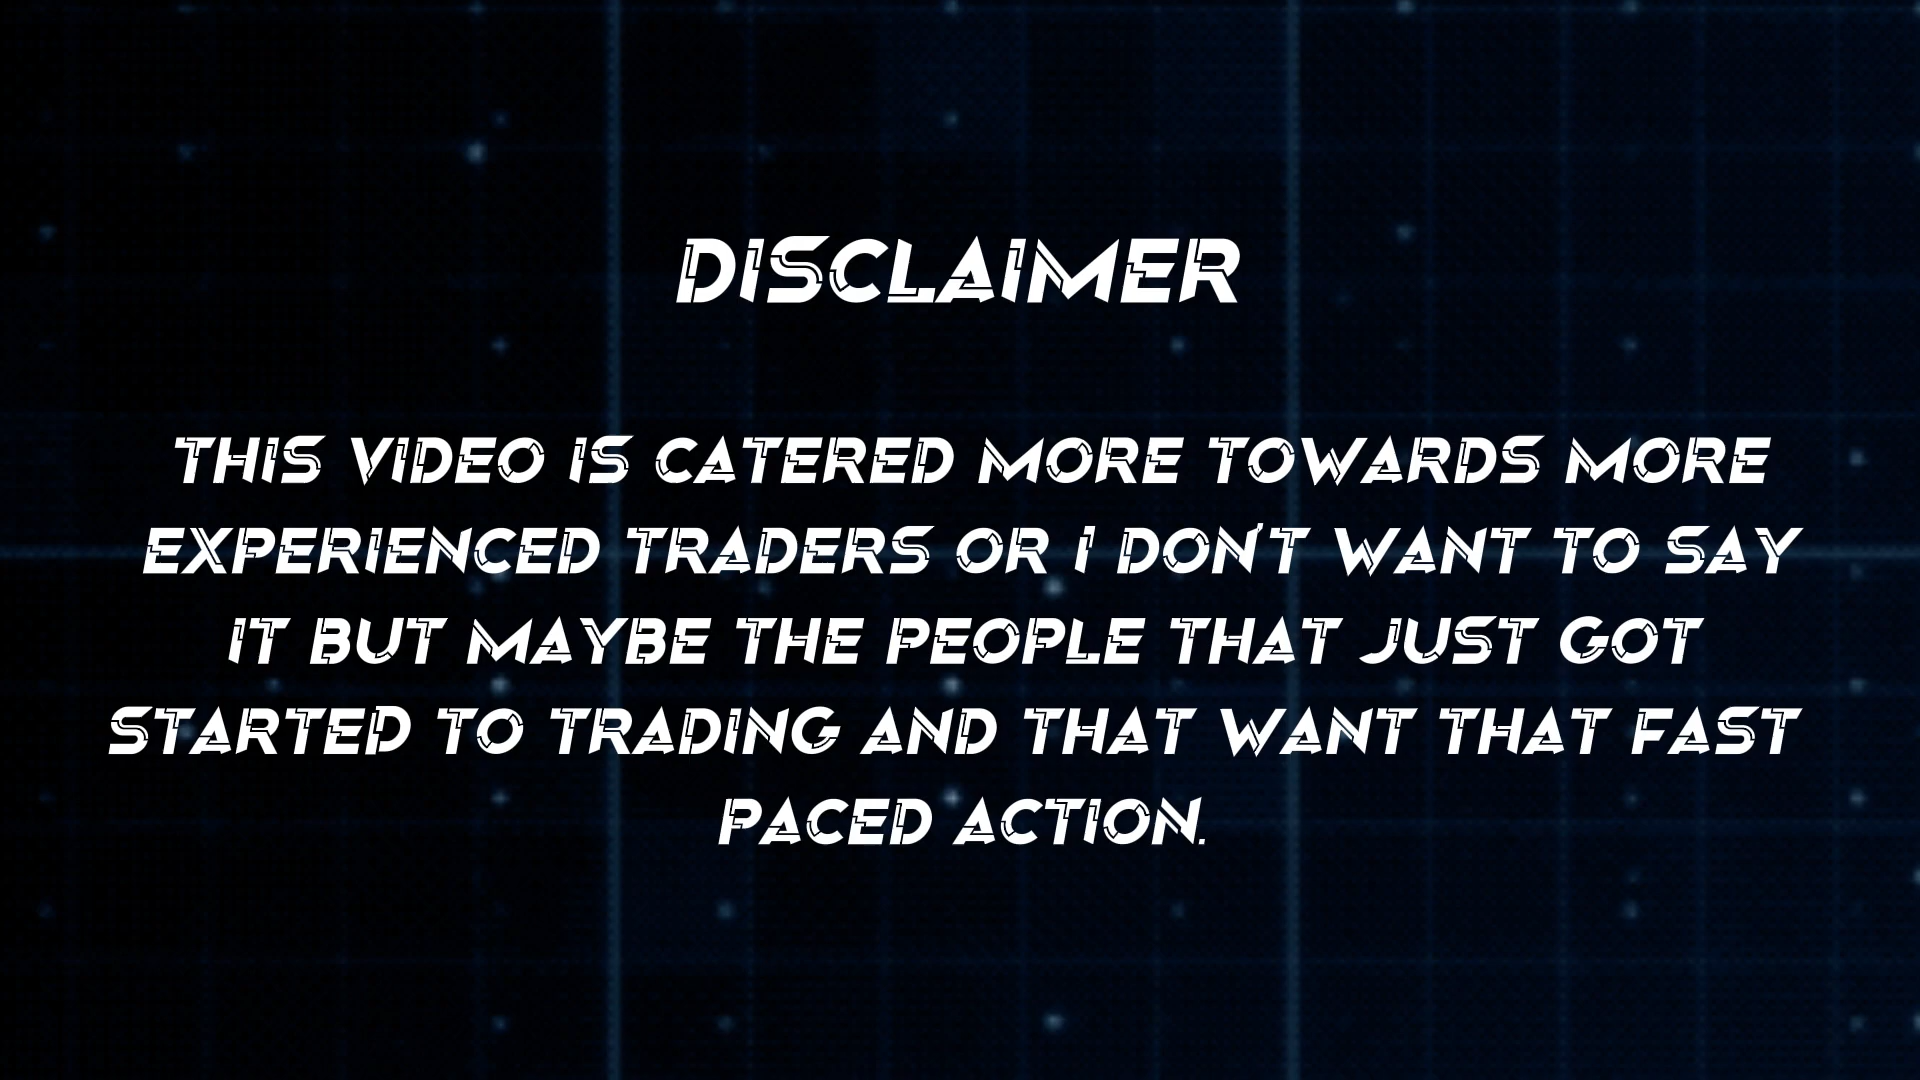 DISCLAIMER
THIS VIDEO IS CATERED MORE TOWARDS MORE
EXPERIENCED TRADERS OR I DON'T WANT TO SAY
IT BUT MAYBE THE PEOPLE THAT JUST GOT
STARTED TO TRADING AND THAT WANT THAT FAST
PACED ACTION.